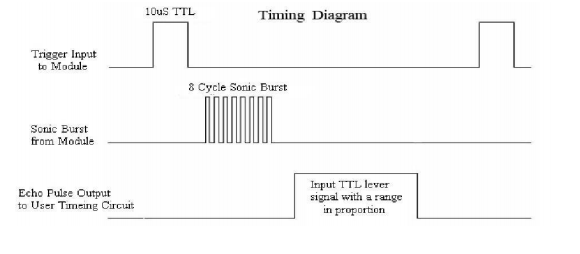 10uS TTL
Timing Diagram
Trigger Input
to Module
8 Cycle Sonic Burst
Sonic Burst
from Module
Input TTL lever
signal with a range
in proportion
Echo Pulse Output
to User Timeing Circuit